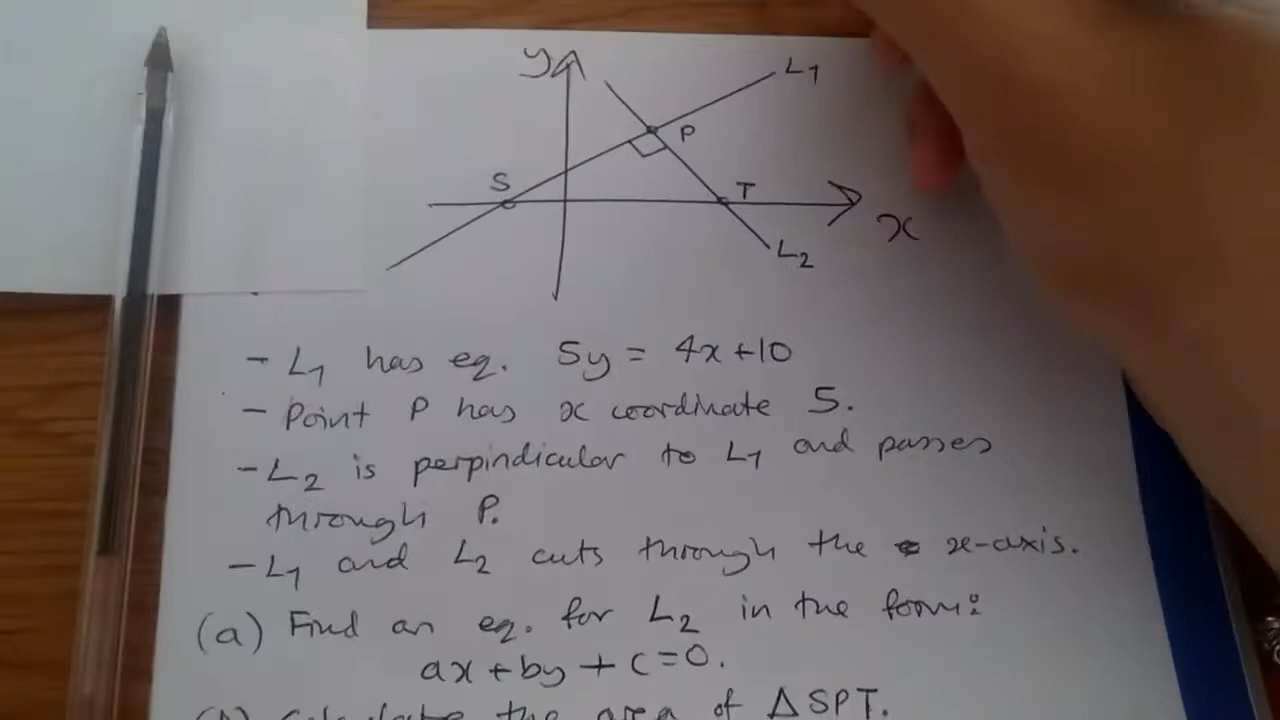 y
L1
P
S
T
x
L2
- L1 has eq. 5y = 4x+10
- Point P has x coordinate 5.
- L2 is perpindicular to L1 and passes
through P.
- L1 and L2 cuts through the x-axis.
(a) Find an eq. for L2 in the form:
ax + by + c = 0.
(b) Calculate the area of ΔSPT.